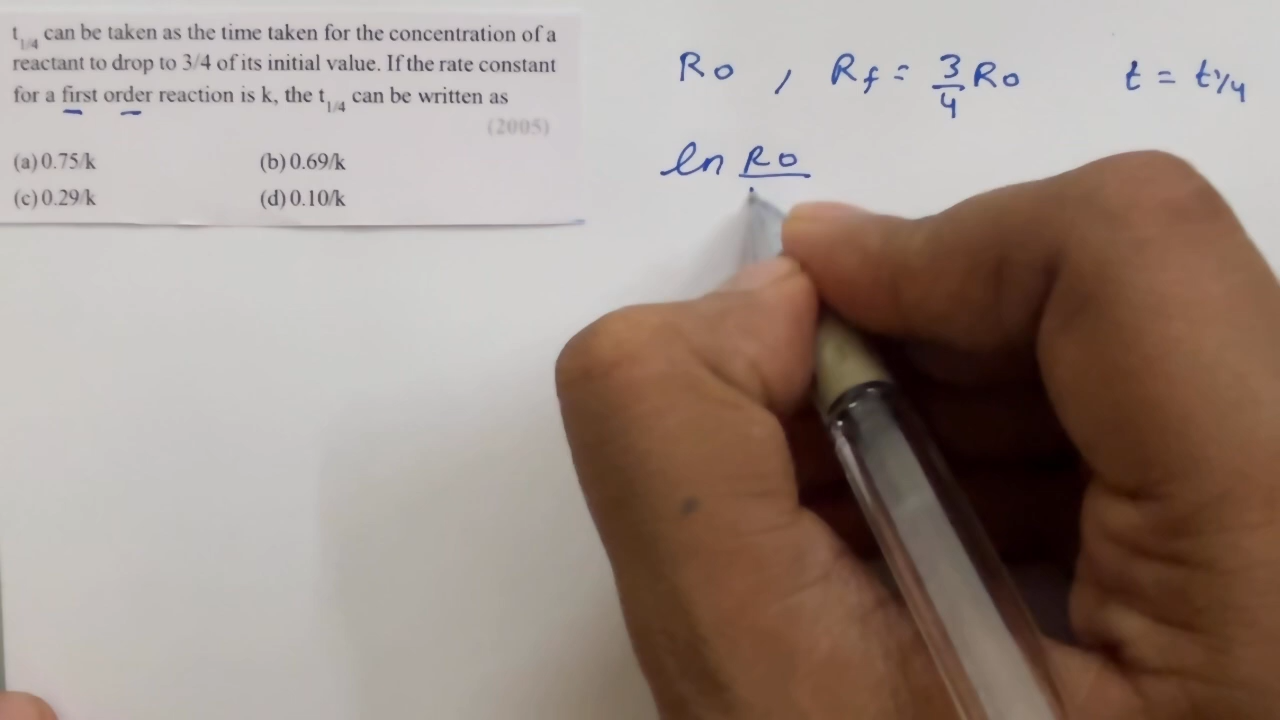 t1/4 can be taken as the time taken for the concentration of a
reactant to drop to 3/4 of its initial value. If the rate constant
for a first order reaction is k, the t1/4 can be written as
(2005)
(a) 0.75/k (b) 0.69/k
(c) 0.29/k (d) 0.10/k
Ro , Rf = 3/4 Ro t = t1/4
ln Ro